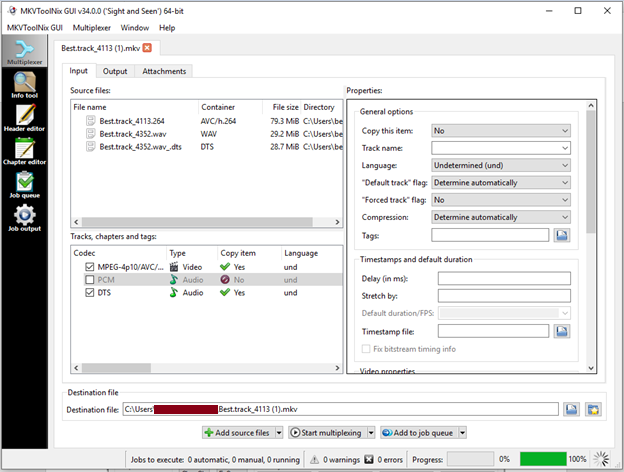 MKVToolNix GUI v34.0.0 ('Sight and Seen') 64-bit
MKVToolNix GUI Multiplexer Window Help
Multiplexer
Info tool
Header editor
Chapter editor
Job queue
Job output
Best.track_4113 (1).mkv
Input Output Attachments
Source files:
File name Container File size Directory
Best.track_4113.264 AVC/h.264 79.3 MiB C:\Users\be
Best.track_4352.wav WAV 29.2 MiB C:\Users\be
Best.track_4352.wav_.dts DTS 28.7 MiB C:\Users\be
Tracks, chapters and tags:
Codec Type Copy item Language
MPEG-4p10/AVC/... Video Yes und
PCM Audio No und
DTS Audio Yes und
Properties:
General options
Copy this item: No
Track name:
Language: Undetermined (und)
"Default track" flag: Determine automatically
"Forced track" flag: No
Compression: Determine automatically
Tags:
Timestamps and default duration
Delay (in ms):
Stretch by:
Default duration/FPS:
Timestamp file:
Fix bitstream timing info
Video properties
Destination file
Destination file: C:\Users\ Best.track_4113 (1).mkv
Add source files Start multiplexing Add to job queue
Jobs to execute: 0 automatic, 0 manual, 0 running 0 warnings 0 errors Progress: 0% 100%